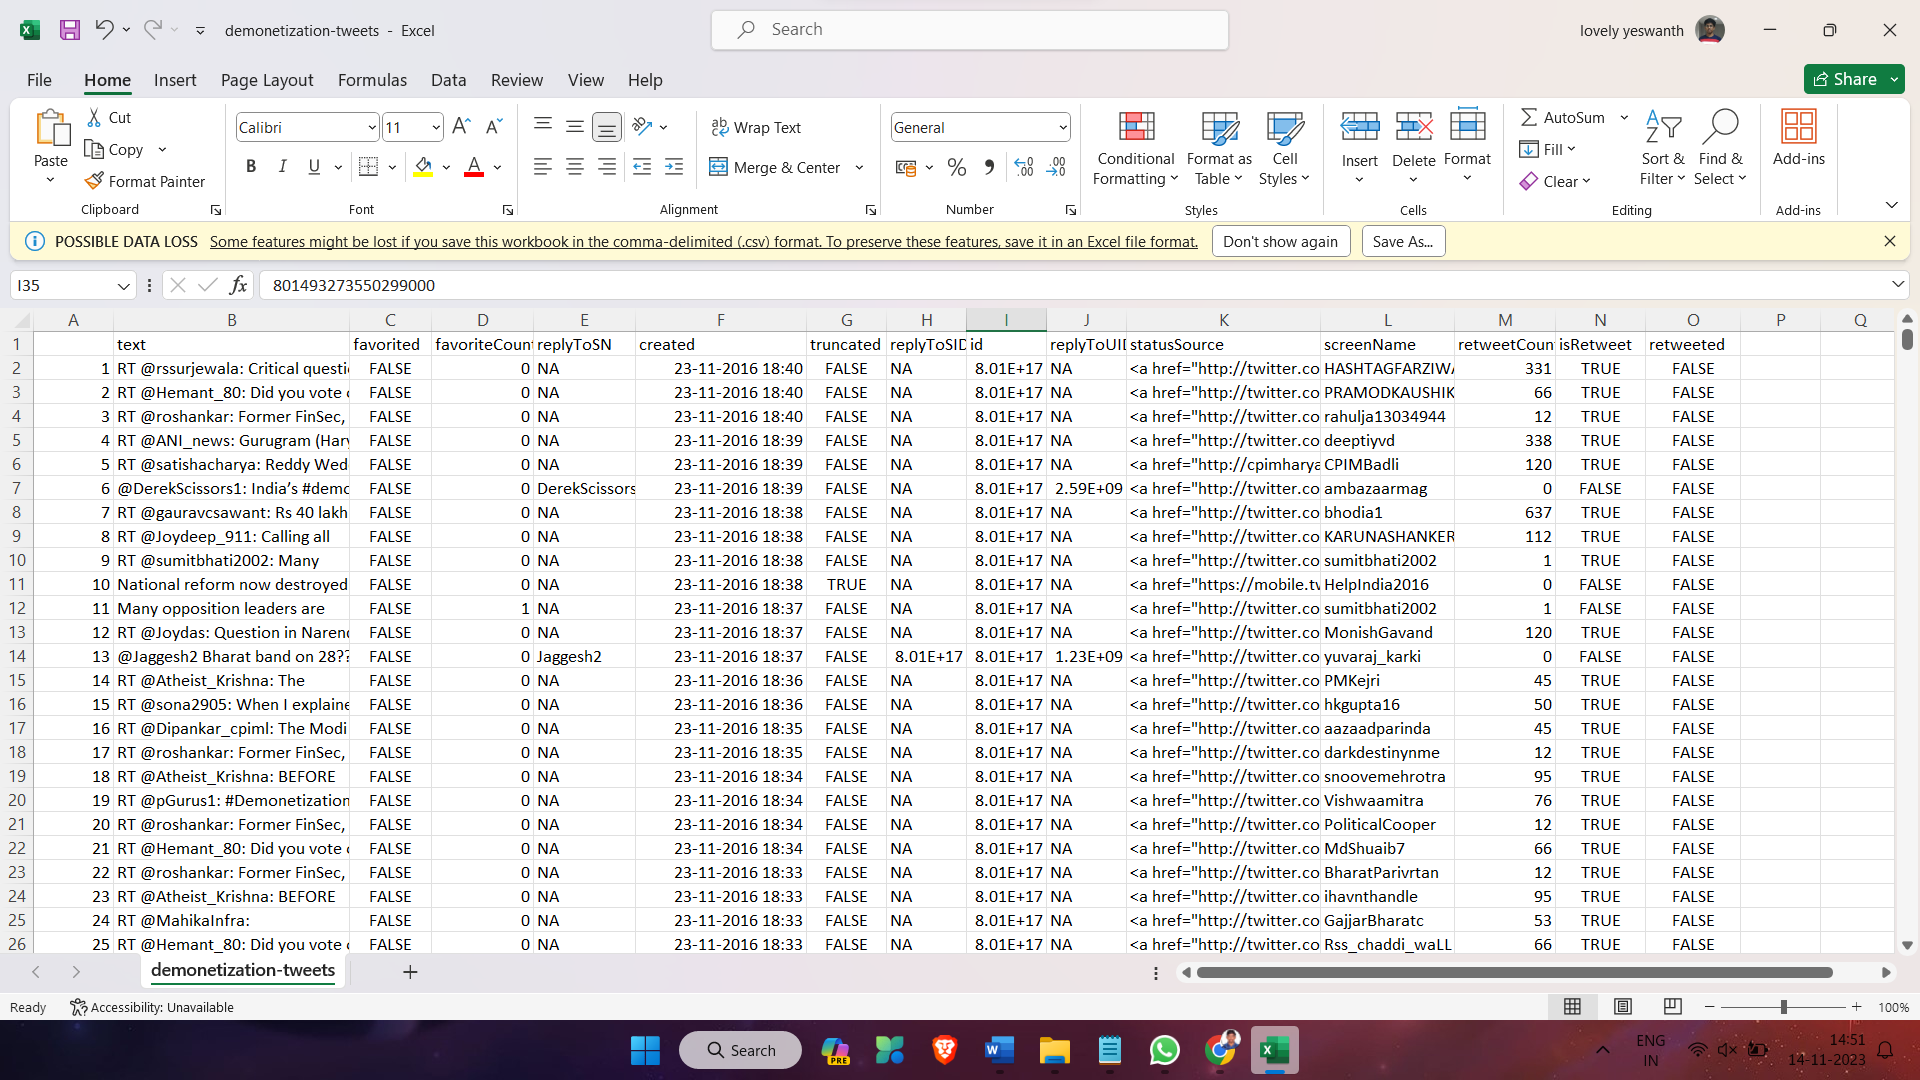 demonetization-tweets - Excel
Search
lovely yeswanth
File Home Insert Page Layout Formulas Data Review View Help
Share
Paste
Cut
Copy
Format Painter
Clipboard
Calibri 11
B I U
Font
Wrap Text
Merge & Center
Alignment
General
Number
Conditional Formatting
Format as Table
Cell Styles
Styles
Insert Delete Format
Cells
AutoSum
Fill
Clear
Sort & Filter
Find & Select
Editing
Add-ins
Add-ins
POSSIBLE DATA LOSS Some features might be lost if you save this workbook in the comma-delimited (.csv) format. To preserve these features, save it in an Excel file format. Don't show again Save As...
I35 fx 801493273550299000
A B C D E F G H I J K L M N O P Q
1 text favorited favoriteCount replyToSN created truncated replyToSID id replyToUID statusSource screenName retweetCount isRetweet retweeted
2 1 RT @rssurjewala: Critical questi FALSE 0 NA 23-11-2016 18:40 FALSE NA 8.01E+17 NA <a href="http://twitter.co HASHTAGFARZIWA 331 TRUE FALSE
3 2 RT @Hemant_80: Did you vote FALSE 0 NA 23-11-2016 18:40 FALSE NA 8.01E+17 NA <a href="http://twitter.co PRAMODKAUSHIK 66 TRUE FALSE
4 3 RT @roshankar: Former FinSec, FALSE 0 NA 23-11-2016 18:40 FALSE NA 8.01E+17 NA <a href="http://twitter.co rahulja13034944 12 TRUE FALSE
5 4 RT @ANI_news: Gurugram (Hary FALSE 0 NA 23-11-2016 18:39 FALSE NA 8.01E+17 NA <a href="http://twitter.co deeptiyvd 338 TRUE FALSE
6 5 RT @satishacharya: Reddy Wed FALSE 0 NA 23-11-2016 18:39 FALSE NA 8.01E+17 NA <a href="http://cpimharya CPIMBadli 120 TRUE FALSE
7 6 @DerekScissors1: India’s #demo FALSE 0 DerekScissors 23-11-2016 18:39 FALSE NA 8.01E+17 2.59E+09 <a href="http://twitter.co ambazaarmag 0 FALSE FALSE
8 7 RT @gauravcsawant: Rs 40 lakh FALSE 0 NA 23-11-2016 18:38 FALSE NA 8.01E+17 NA <a href="http://twitter.co bhodia1 637 TRUE FALSE
9 8 RT @Joydeep_911: Calling all FALSE 0 NA 23-11-2016 18:38 FALSE NA 8.01E+17 NA <a href="http://twitter.co KARUNASHANKER 112 TRUE FALSE
10 9 RT @sumitbhati2002: Many FALSE 0 NA 23-11-2016 18:38 FALSE NA 8.01E+17 NA <a href="http://twitter.co sumitbhati2002 1 TRUE FALSE
11 10 National reform now destroyed FALSE 0 NA 23-11-2016 18:38 TRUE NA 8.01E+17 NA <a href="https://mobile.tw HelpIndia2016 0 FALSE FALSE
12 11 Many opposition leaders are FALSE 1 NA 23-11-2016 18:37 FALSE NA 8.01E+17 NA <a href="http://twitter.co sumitbhati2002 1 FALSE FALSE
13 12 RT @Joydas: Question in Naren FALSE 0 NA 23-11-2016 18:37 FALSE NA 8.01E+17 NA <a href="http://twitter.co MonishGavand 120 TRUE FALSE
14 13 @Jaggesh2 Bharat band on 28?? FALSE 0 Jaggesh2 23-11-2016 18:37 FALSE 8.01E+17 8.01E+17 1.23E+09 <a href="http://twitter.co yuvaraj_karki 0 FALSE FALSE
15 14 RT @Atheist_Krishna: The FALSE 0 NA 23-11-2016 18:36 FALSE NA 8.01E+17 NA <a href="http://twitter.co PMKejri 45 TRUE FALSE
16 15 RT @sona2905: When I explaine FALSE 0 NA 23-11-2016 18:36 FALSE NA 8.01E+17 NA <a href="http://twitter.co hkgupta16 50 TRUE FALSE
17 16 RT @Dipankar_cpiml: The Modi FALSE 0 NA 23-11-2016 18:35 FALSE NA 8.01E+17 NA <a href="http://twitter.co aazaadparinda 45 TRUE FALSE
18 17 RT @roshankar: Former FinSec, FALSE 0 NA 23-11-2016 18:35 FALSE NA 8.01E+17 NA <a href="http://twitter.co darkdestinynme 12 TRUE FALSE
19 18 RT @Atheist_Krishna: BEFORE FALSE 0 NA 23-11-2016 18:34 FALSE NA 8.01E+17 NA <a href="http://twitter.co snoovemehrotra 95 TRUE FALSE
20 19 RT @pGurus1: #Demonetization FALSE 0 NA 23-11-2016 18:34 FALSE NA 8.01E+17 NA <a href="http://twitter.co Vishwaamitra 76 TRUE FALSE
21 20 RT @roshankar: Former FinSec, FALSE 0 NA 23-11-2016 18:34 FALSE NA 8.01E+17 NA <a href="http://twitter.co PoliticalCooper 12 TRUE FALSE
22 21 RT @Hemant_80: Did you vote FALSE 0 NA 23-11-2016 18:34 FALSE NA 8.01E+17 NA <a href="http://twitter.co MdShuaib7 66 TRUE FALSE
23 22 RT @roshankar: Former FinSec, FALSE 0 NA 23-11-2016 18:33 FALSE NA 8.01E+17 NA <a href="http://twitter.co BharatParivrtan 12 TRUE FALSE
24 23 RT @Atheist_Krishna: BEFORE FALSE 0 NA 23-11-2016 18:33 FALSE NA 8.01E+17 NA <a href="http://twitter.co ihavnthandle 95 TRUE FALSE
25 24 RT @MahikaInfra: FALSE 0 NA 23-11-2016 18:33 FALSE NA 8.01E+17 NA <a href="http://twitter.co GajjarBharatc 53 TRUE FALSE
26 25 RT @Hemant_80: Did you vote FALSE 0 NA 23-11-2016 18:33 FALSE NA 8.01E+17 NA <a href="http://twitter.co Rss_chaddi_waLL 66 TRUE FALSE
demonetization-tweets
Ready Accessibility: Unavailable 100%
Search
PRE
ENG IN
14:51
14-11-2023